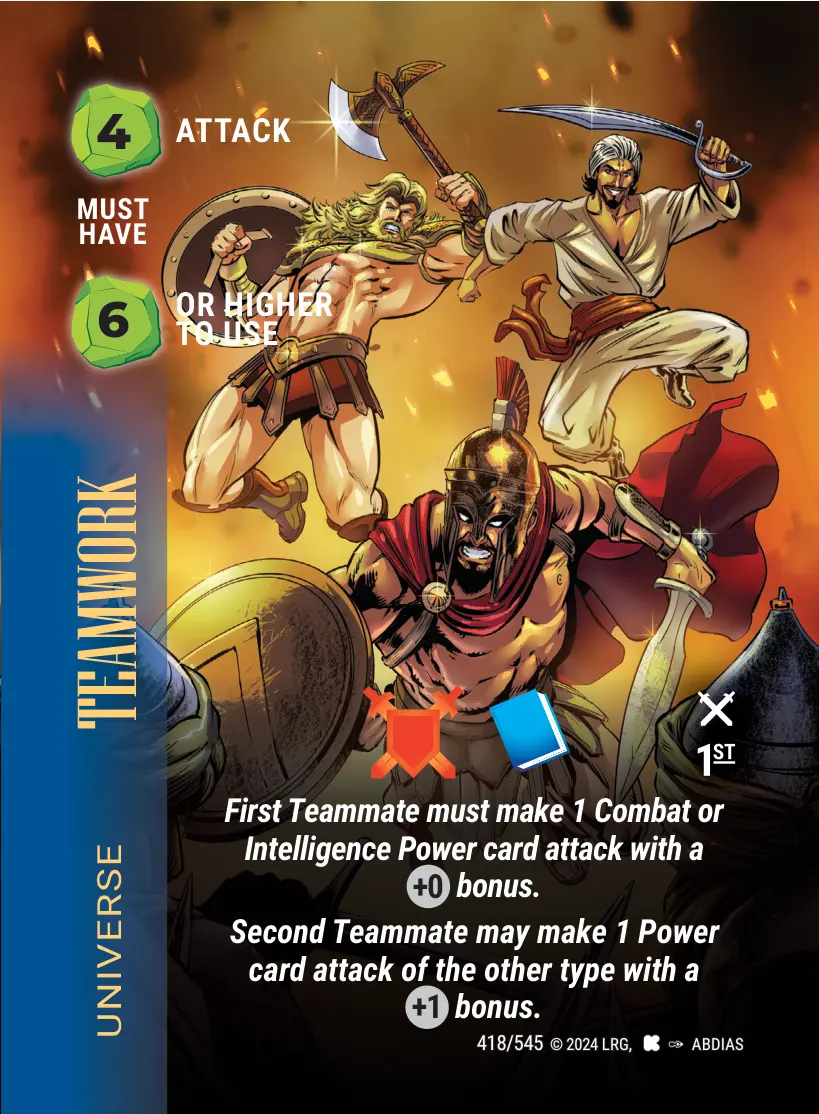 4 ATTACK
MUST
HAVE
6 OR HIGHER
TO USE
TEAMWORK
UNIVERSE
1ST
First Teammate must make 1 Combat or
Intelligence Power card attack with a
+0 bonus.
Second Teammate may make 1 Power
card attack of the other type with a
+1 bonus.
418/545 © 2024 LRG, ABDIAS